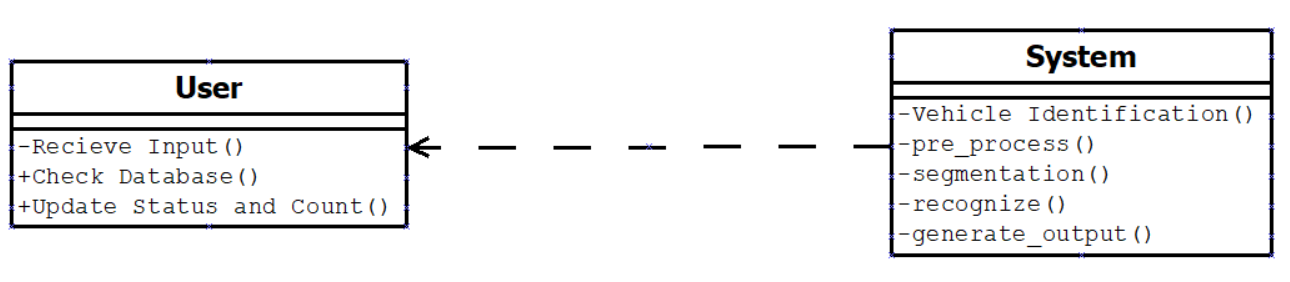 User
-Recieve Input()
+Check Database()
+Update Status and Count()
System
-Vehicle Identification()
-pre_process()
-segmentation()
-recognize()
-generate_output()